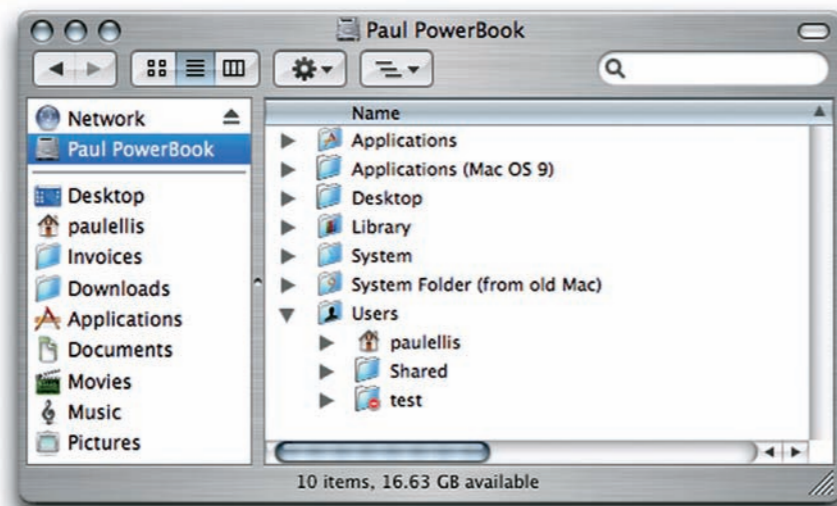 Paul PowerBook
Network
Paul PowerBook
Desktop
paulellis
Invoices
Downloads
Applications
Documents
Movies
Music
Pictures
Name
Applications
Applications (Mac OS 9)
Desktop
Library
System
System Folder (from old Mac)
Users
paulellis
Shared
test
10 items, 16.63 GB available